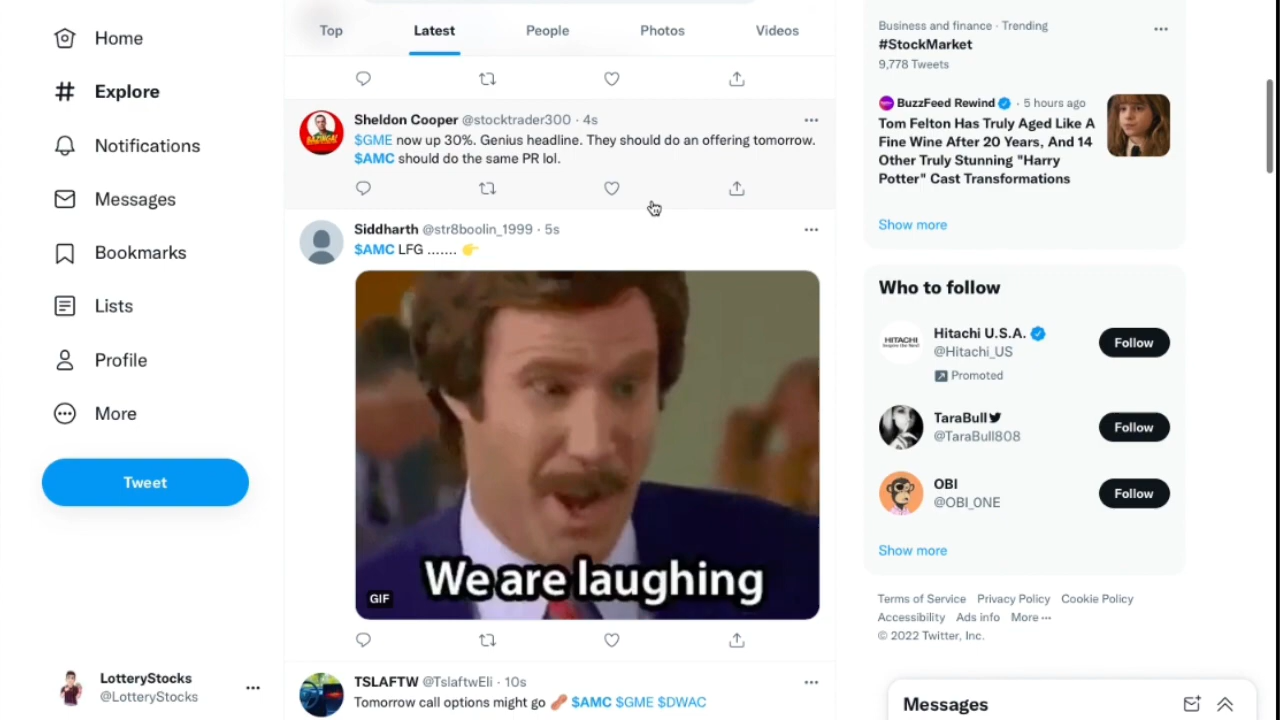 Home
Explore
Notifications
Messages
Bookmarks
Lists
Profile
More
Tweet
LotteryStocks
@LotteryStocks
Top Latest People Photos Videos
Sheldon Cooper @stocktrader300 · 4s
$GME now up 30%. Genius headline. They should do an offering tomorrow.
$AMC should do the same PR lol.
Siddharth @str8boolin_1999 · 5s
$AMC LFG ....... 👉
We are laughing
GIF
TSLAFTW @TslaftwEli · 10s
Tomorrow call options might go 🥓 $AMC $GME $DWAC
Business and finance · Trending
#StockMarket
9,778 Tweets
BuzzFeed Rewind · 5 hours ago
Tom Felton Has Truly Aged Like A
Fine Wine After 20 Years, And 14
Other Truly Stunning "Harry
Potter" Cast Transformations
Show more
Who to follow
Hitachi U.S.A.
@Hitachi_US
Promoted
Follow
TaraBull
@TaraBull808
Follow
OBI
@OBI_0NE
Follow
Show more
Terms of Service Privacy Policy Cookie Policy
Accessibility Ads info More ···
© 2022 Twitter, Inc.
Messages